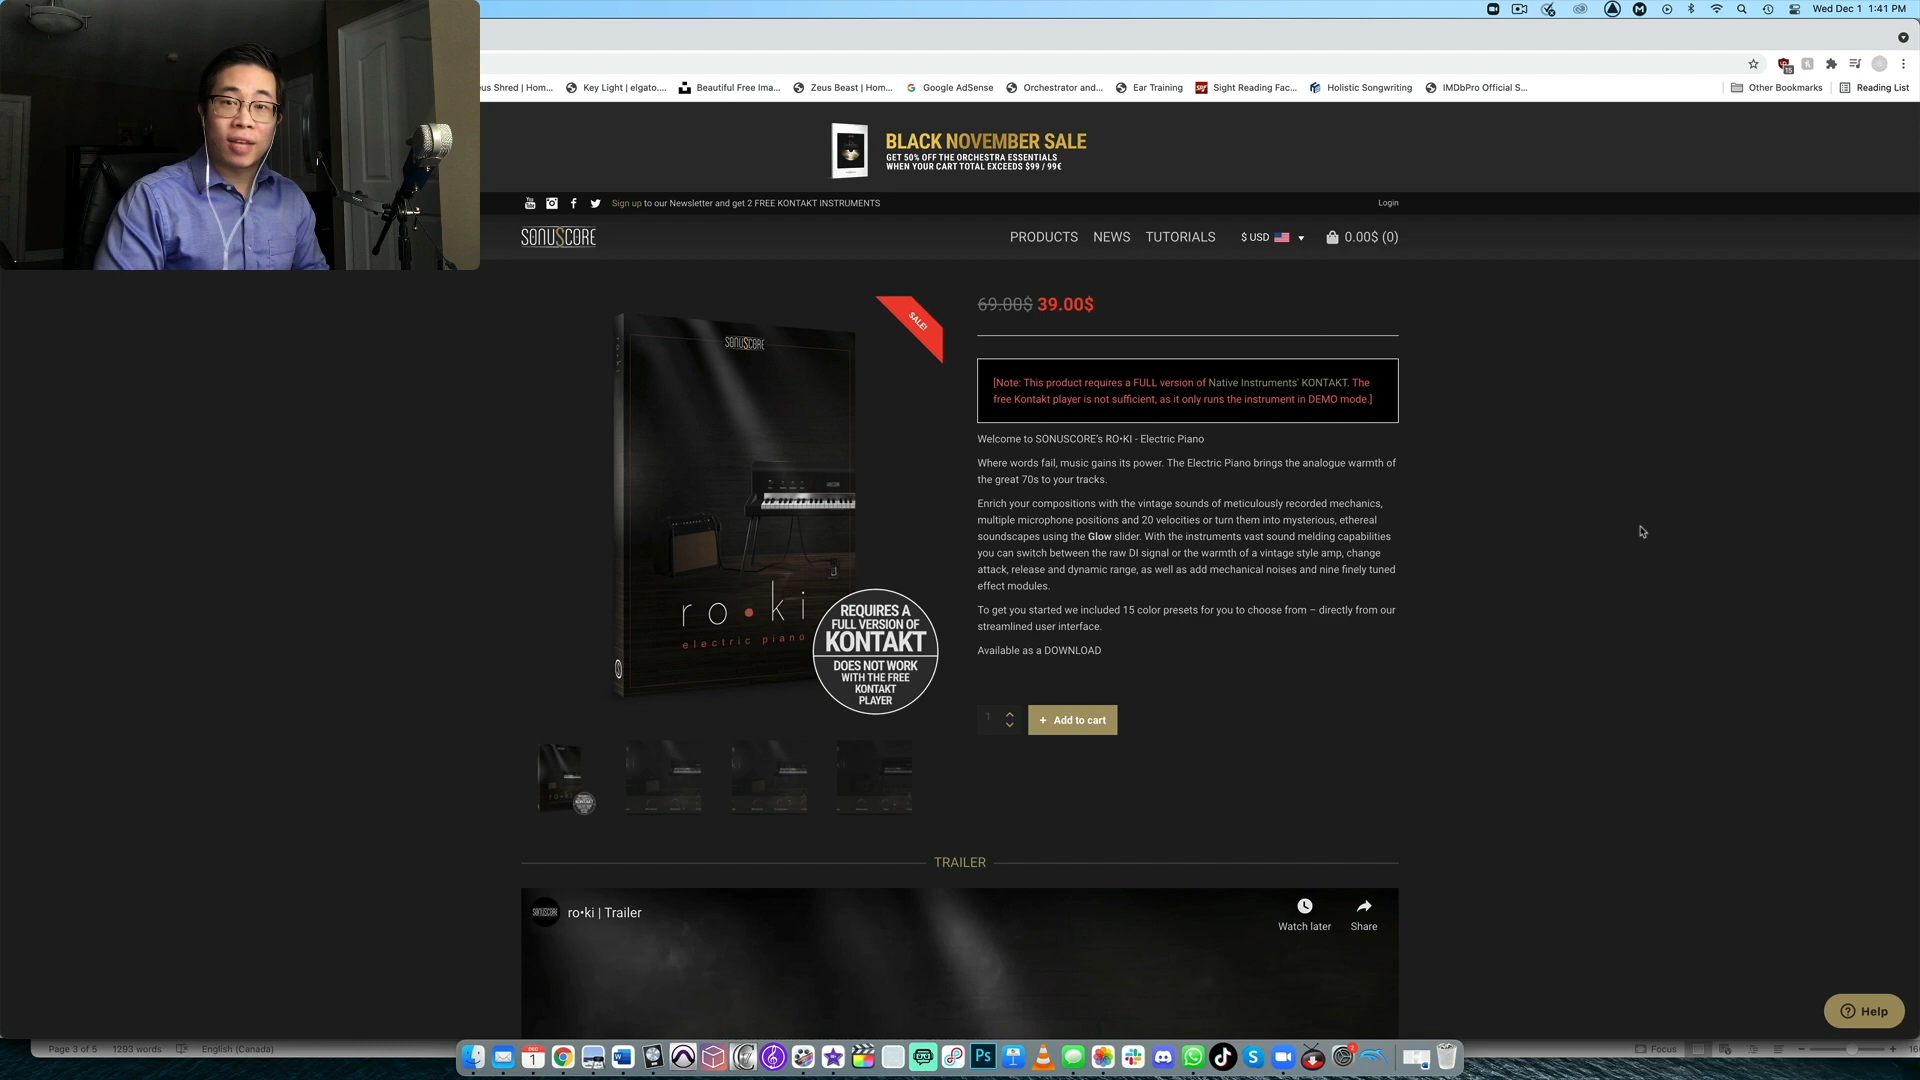 Wed Dec 1 1:41 PM
15
us Shred | Hom... Key Light | elgato.... Beautiful Free Ima... Zeus Beast | Hom... Google AdSense Orchestrator and... Ear Training Sight Reading Fac... Holistic Songwriting IMDbPro Official S... Other Bookmarks Reading List
BLACK NOVEMBER SALE
GET 50% OFF THE ORCHESTRA ESSENTIALS
WHEN YOUR CART TOTAL EXCEEDS $99 / 99€
Sign up to our Newsletter and get 2 FREE KONTAKT INSTRUMENTS
Login
SONUSCORE
PRODUCTS NEWS TUTORIALS $ USD 0.00$ (0)
69.00$ 39.00$
SALE!
SONUSCORE
ro•ki
electric piano
REQUIRES A
FULL VERSION OF
KONTAKT
DOES NOT WORK
WITH THE FREE
KONTAKT
PLAYER
[Note: This product requires a FULL version of Native Instruments' KONTAKT. The
free Kontakt player is not sufficient, as it only runs the instrument in DEMO mode.]
Welcome to SONUSCORE's RO•KI - Electric Piano
Where words fail, music gains its power. The Electric Piano brings the analogue warmth of
the great 70s to your tracks.
Enrich your compositions with the vintage sounds of meticulously recorded mechanics,
multiple microphone positions and 20 velocities or turn them into mysterious, ethereal
soundscapes using the Glow slider. With the instruments vast sound melding capabilities
you can switch between the raw DI signal or the warmth of a vintage style amp, change
attack, release and dynamic range, as well as add mechanical noises and nine finely tuned
effect modules.
To get you started we included 15 color presets for you to choose from – directly from our
streamlined user interface.
Available as a DOWNLOAD
1
+ Add to cart
TRAILER
SONUSCORE
ro•ki | Trailer
Watch later
Share
Help
Page 3 of 5 1293 words English (Canada)
Focus